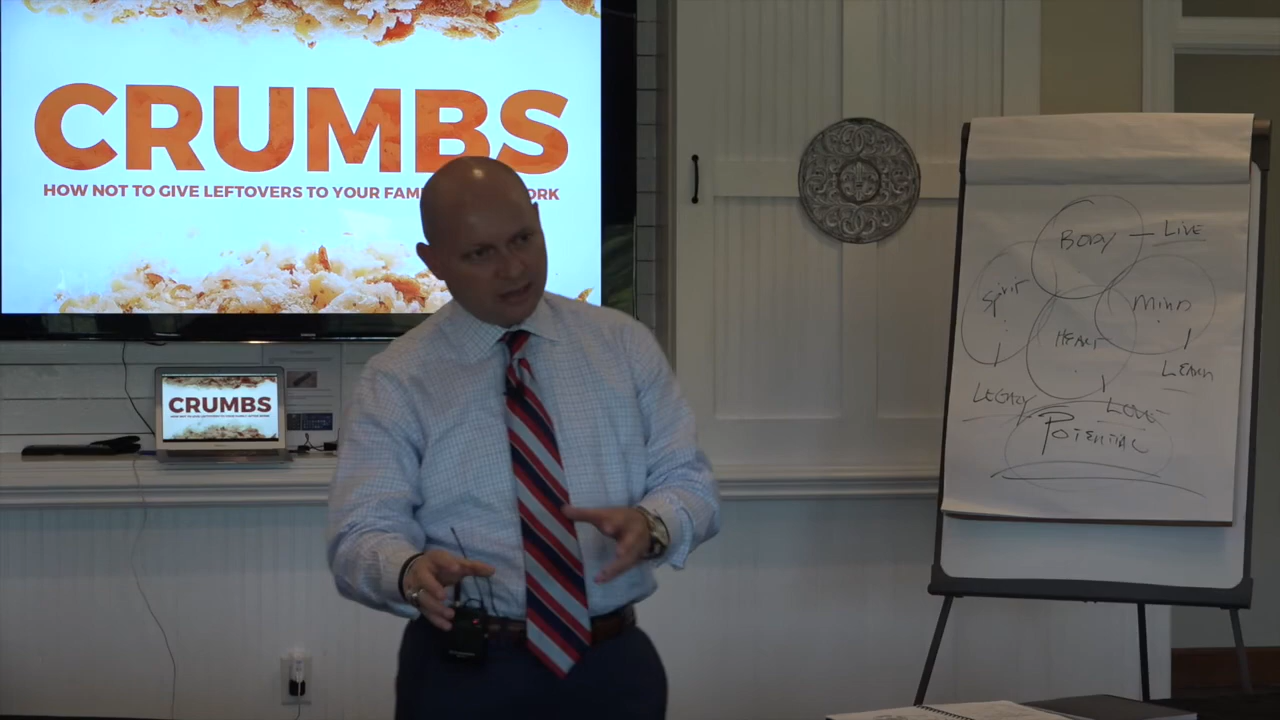 CRUMBS
HOW NOT TO GIVE LEFTOVERS TO YOUR FAM
CRUMBS
BODY - LIVE
Spirit
MIND
HEART
LEARN
LEGACY
LOVE
POTENTIAL